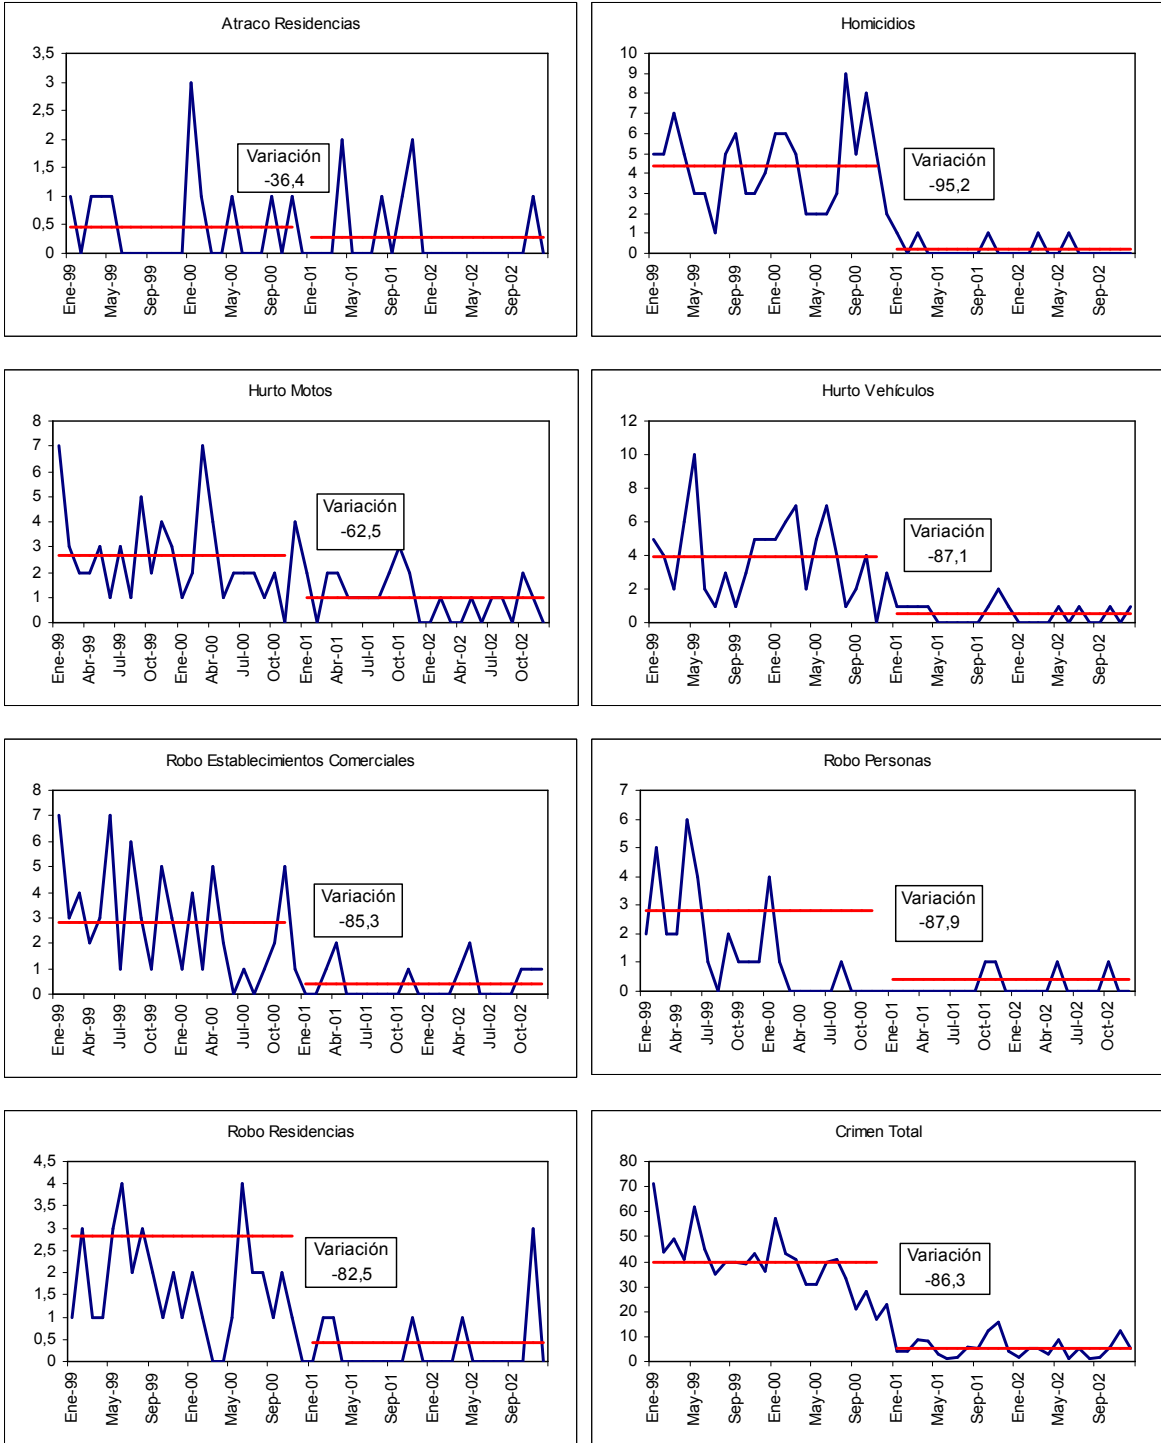 Atraco Residencias
3,5
3
2,5
2
1,5
1
0,5
0
Variación
-36,4
Ene-99
May-99
Sep-99
Ene-00
May-00
Sep-00
Ene-01
May-01
Sep-01
Ene-02
May-02
Sep-02
Homicidios
10
9
8
7
6
5
4
3
2
1
0
Variación
-95,2
Ene-99
May-99
Sep-99
Ene-00
May-00
Sep-00
Ene-01
May-01
Sep-01
Ene-02
May-02
Sep-02
Hurto Motos
8
7
6
5
4
3
2
1
0
Variación
-62,5
Ene-99
Abr-99
Jul-99
Oct-99
Ene-00
Abr-00
Jul-00
Oct-00
Ene-01
Abr-01
Jul-01
Oct-01
Ene-02
Abr-02
Jul-02
Oct-02
Hurto Vehículos
12
10
8
6
4
2
0
Variación
-87,1
Ene-99
May-99
Sep-99
Ene-00
May-00
Sep-00
Ene-01
May-01
Sep-01
Ene-02
May-02
Sep-02
Robo Establecimientos Comerciales
8
7
6
5
4
3
2
1
0
Variación
-85,3
Ene-99
Abr-99
Jul-99
Oct-99
Ene-00
Abr-00
Jul-00
Oct-00
Ene-01
Abr-01
Jul-01
Oct-01
Ene-02
Abr-02
Jul-02
Oct-02
Robo Personas
7
6
5
4
3
2
1
0
Variación
-87,9
Ene-99
Abr-99
Jul-99
Oct-99
Ene-00
Abr-00
Jul-00
Oct-00
Ene-01
Abr-01
Jul-01
Oct-01
Ene-02
Abr-02
Jul-02
Oct-02
Robo Residencias
4,5
4
3,5
3
2,5
2
1,5
1
0,5
0
Variación
-82,5
Ene-99
May-99
Sep-99
Ene-00
May-00
Sep-00
Ene-01
May-01
Sep-01
Ene-02
May-02
Sep-02
Crimen Total
80
70
60
50
40
30
20
10
0
Variación
-86,3
Ene-99
May-99
Sep-99
Ene-00
May-00
Sep-00
Ene-01
May-01
Sep-01
Ene-02
May-02
Sep-02